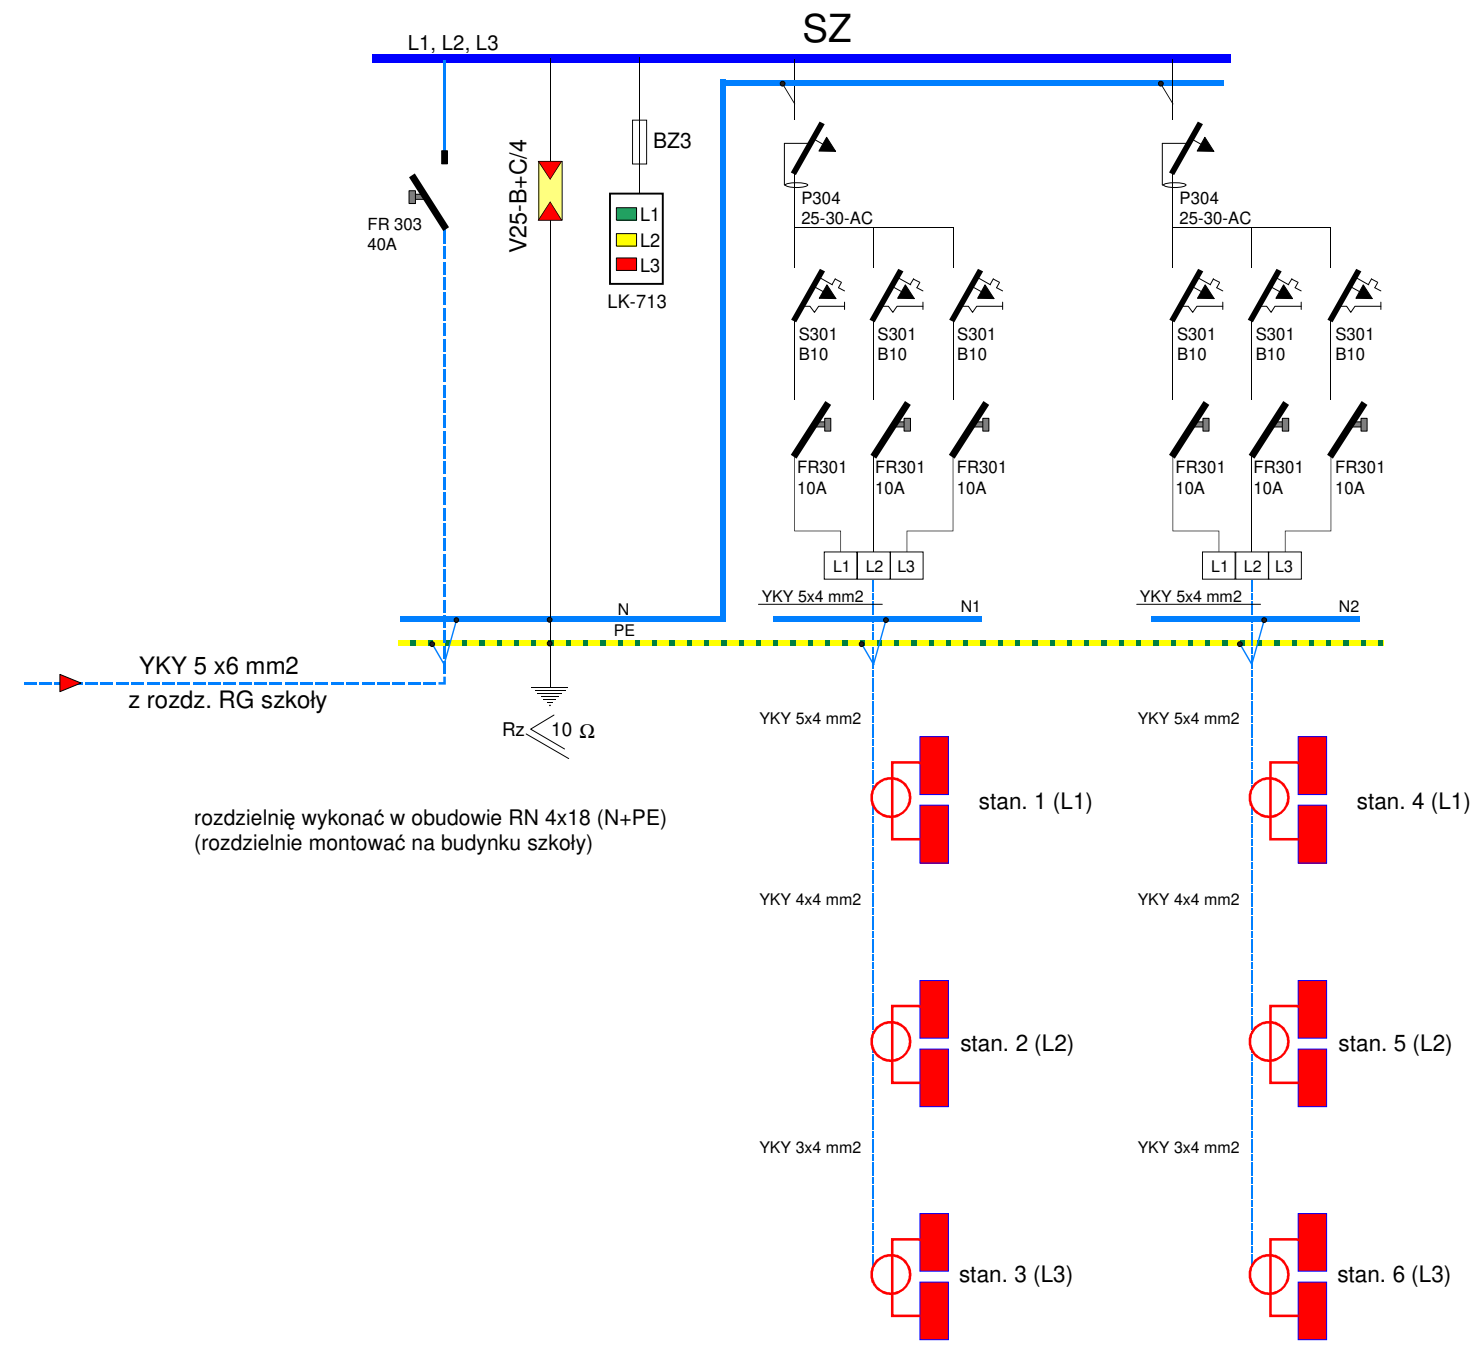 SZ
L1, L2, L3
FR 303
40A
V25-B+C/4
BZ3
L1
L2
L3
LK-713
P304
25-30-AC
P304
25-30-AC
S301
B10
S301
B10
S301
B10
S301
B10
S301
B10
S301
B10
FR301
10A
FR301
10A
FR301
10A
FR301
10A
FR301
10A
FR301
10A
L1
L2
L3
L1
L2
L3
YKY 5x4 mm2
N1
YKY 5x4 mm2
N2
N
PE
YKY 5 x6 mm2
z rozdz. RG szkoły
Rz < 10 Ω
rozdzielnię wykonać w obudowie RN 4x18 (N+PE)
(rozdzielnie montować na budynku szkoły)
YKY 5x4 mm2
YKY 5x4 mm2
stan. 1 (L1)
stan. 4 (L1)
YKY 4x4 mm2
YKY 4x4 mm2
stan. 2 (L2)
stan. 5 (L2)
YKY 3x4 mm2
YKY 3x4 mm2
stan. 3 (L3)
stan. 6 (L3)